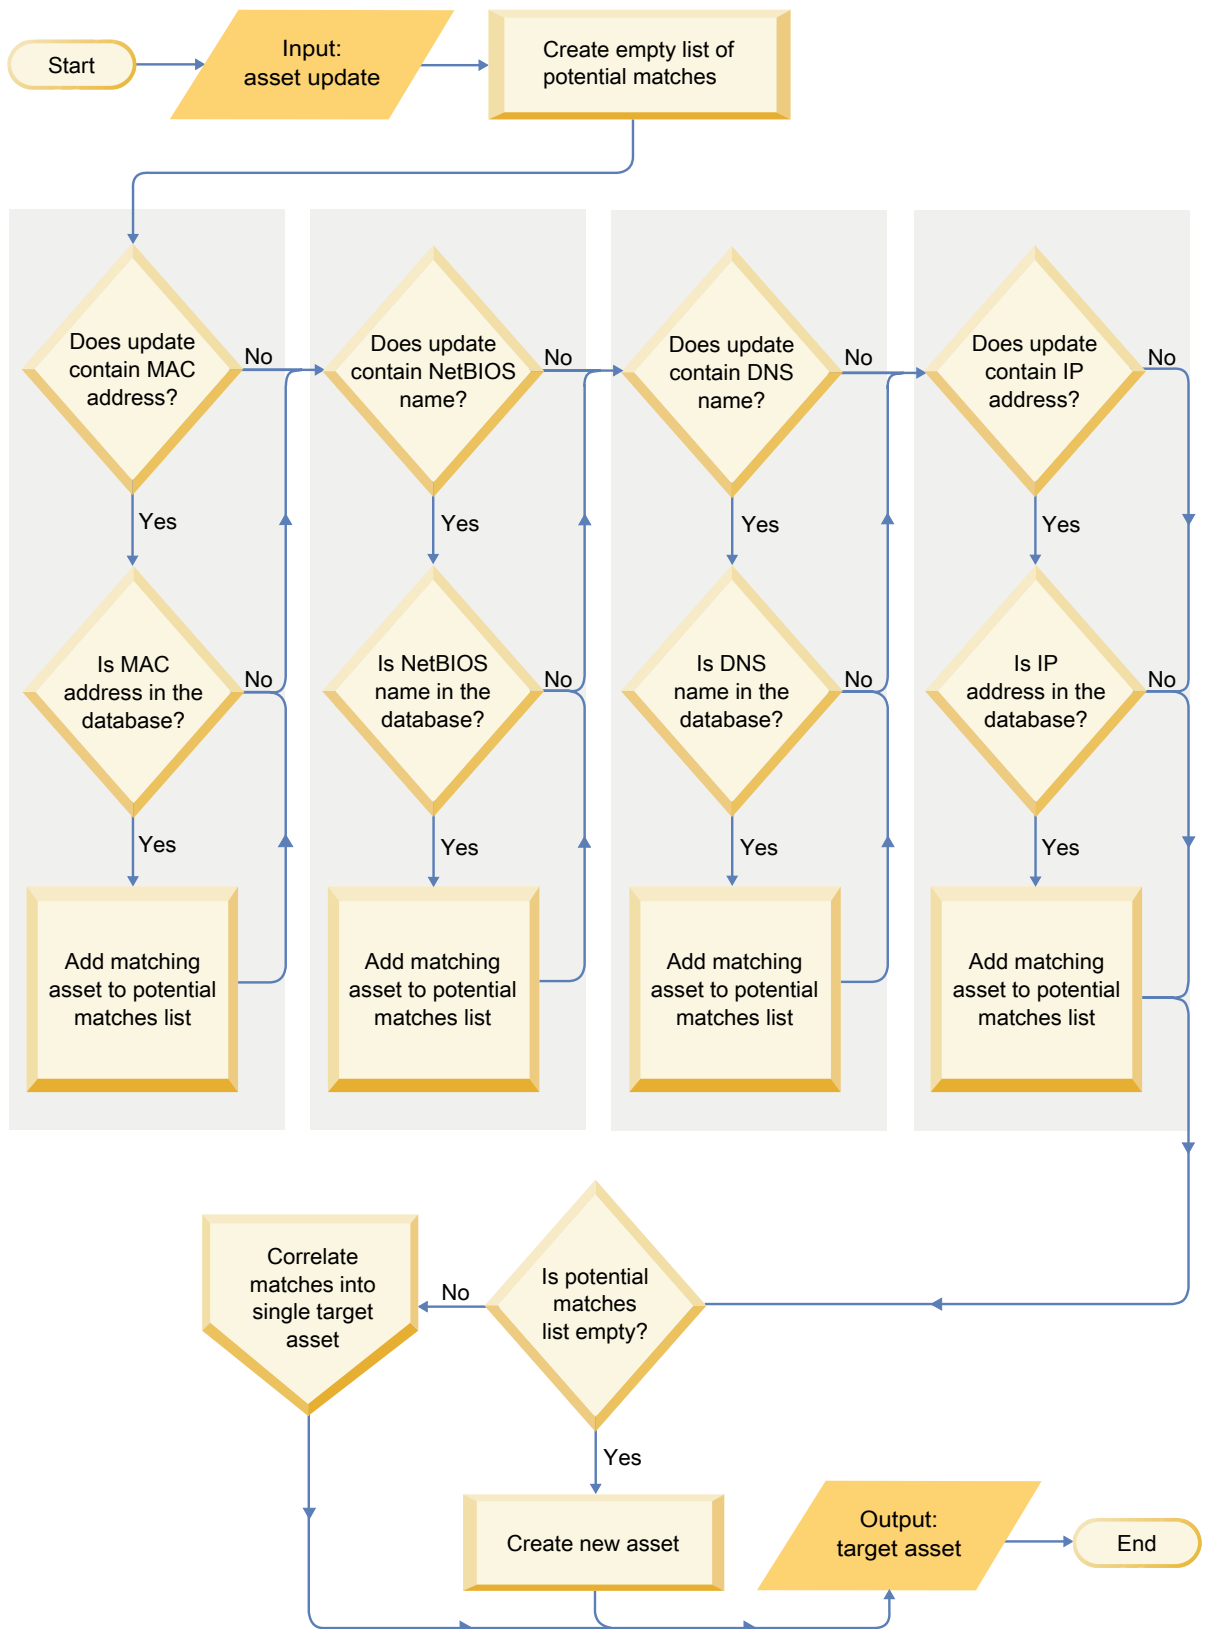 Start
Input:
asset update
Create empty list of
potential matches
Does update
contain MAC
address?
No
Yes
Is MAC
address in the
database?
No
Yes
Add matching
asset to potential
matches list
Does update
contain NetBIOS
name?
No
Yes
Is NetBIOS
name in the
database?
No
Yes
Add matching
asset to potential
matches list
Does update
contain DNS
name?
No
Yes
Is DNS
name in the
database?
No
Yes
Add matching
asset to potential
matches list
Does update
contain IP
address?
No
Yes
Is IP
address in the
database?
No
Yes
Add matching
asset to potential
matches list
Is potential
matches
list empty?
No
Correlate
matches into
single target
asset
Yes
Create new asset
Output:
target asset
End